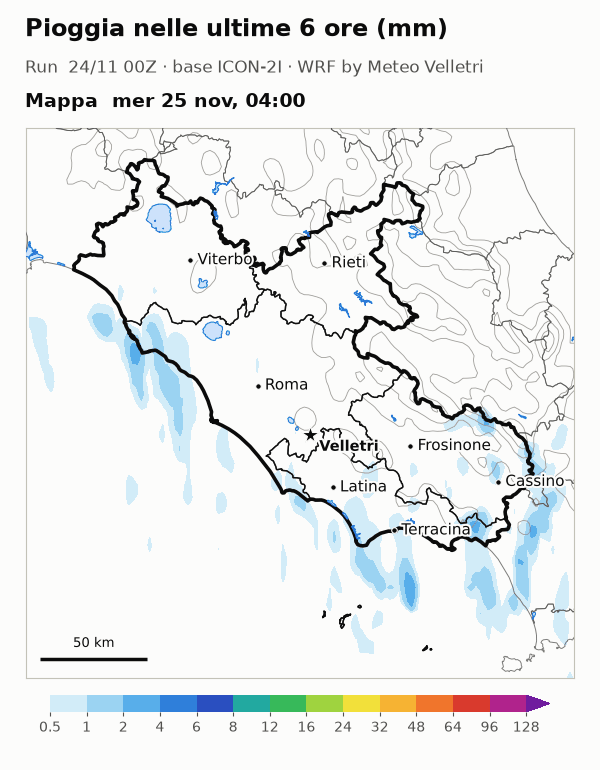 Pioggia nelle ultime 6 ore (mm)
Run  24/11 00Z · base ICON-2I · WRF by Meteo Velletri
Mappa  mer 25 nov, 04:00
Viterbo
Rieti
Roma
Velletri
Frosinone
Latina
Cassino
Terracina
50 km
0.5 1 2 4 6 8 12 16 24 32 48 64 96 128